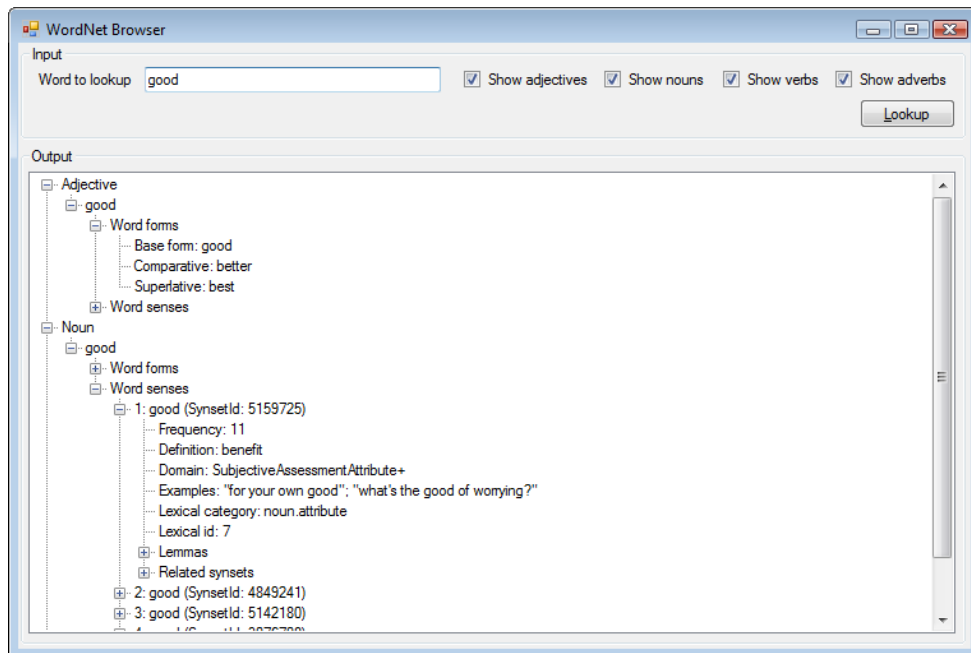 WordNet Browser
Input
Word to lookup good Show adjectives Show nouns Show verbs Show adverbs
Lookup
Output
Adjective
good
Word forms
Base form: good
Comparative: better
Superlative: best
Word senses
Noun
good
Word forms
Word senses
1: good (SynsetId: 5159725)
Frequency: 11
Definition: benefit
Domain: SubjectiveAssessmentAttribute+
Examples: "for your own good"; "what's the good of worrying?"
Lexical category: noun.attribute
Lexical id: 7
Lemmas
Related synsets
2: good (SynsetId: 4849241)
3: good (SynsetId: 5142180)